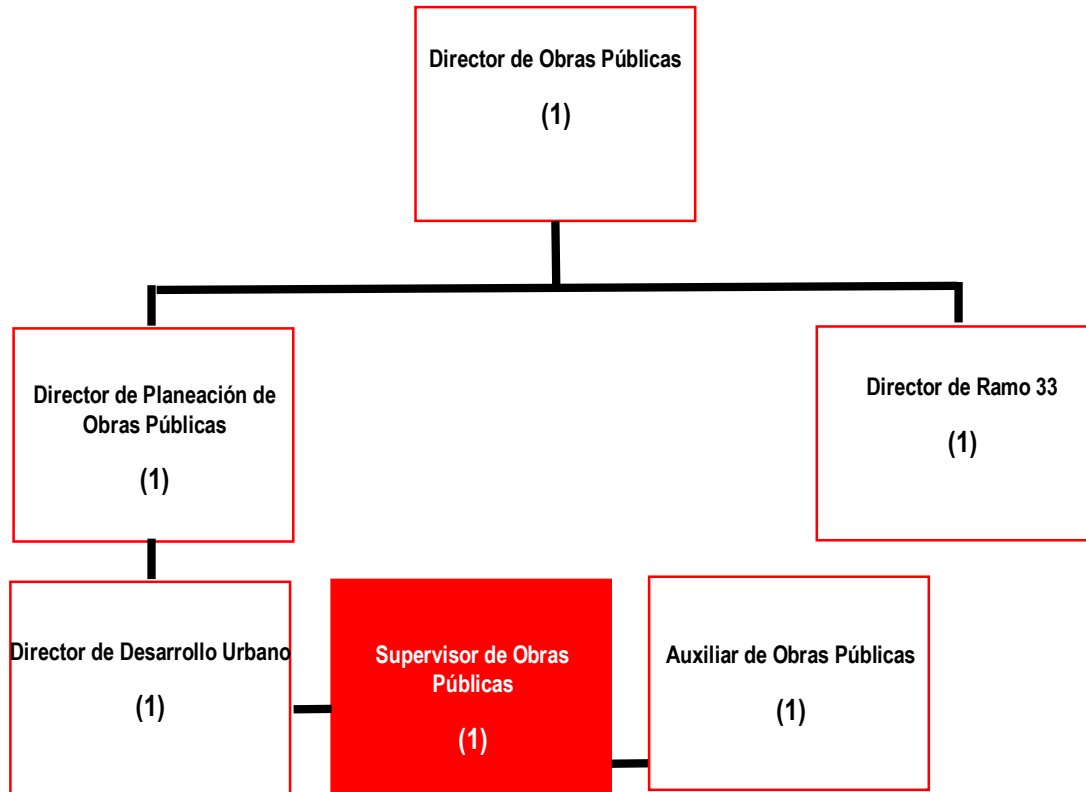 Director de Obras Públicas
(1)
Director de Planeación de
Obras Públicas
(1)
Director de Ramo 33
(1)
Director de Desarrollo Urbano
(1)
Supervisor de Obras
Públicas
(1)
Auxiliar de Obras Públicas
(1)